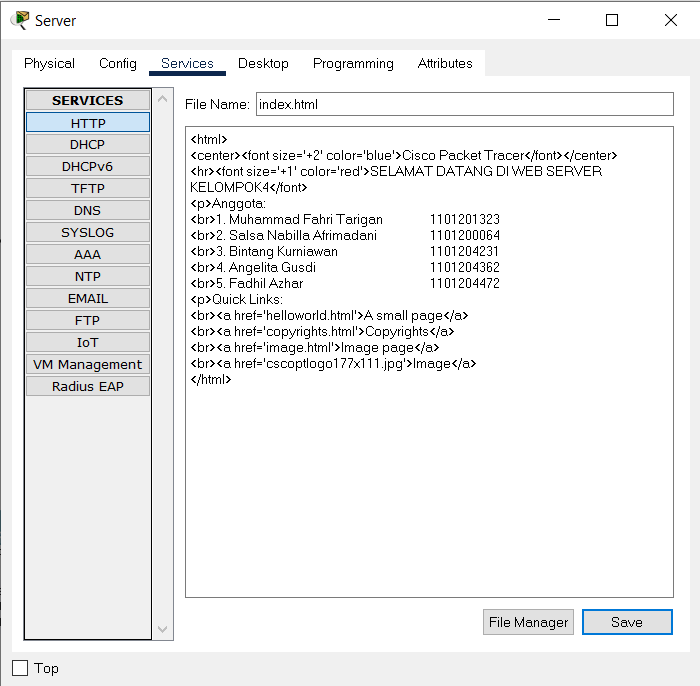 Server
Physical Config Services Desktop Programming Attributes
SERVICES
HTTP
DHCP
DHCPv6
TFTP
DNS
SYSLOG
AAA
NTP
EMAIL
FTP
IoT
VM Management
Radius EAP
File Name: index.html
<html>
<center><font size='+2' color='blue'>Cisco Packet Tracer</font></center>
<hr><font size='+1' color='red'>SELAMAT DATANG DI WEB SERVER
KELOMPOK4</font>
<p>Anggota:
<br>1. Muhammad Fahri Tarigan 1101201323
<br>2. Salsa Nabilla Afrimadani 1101200064
<br>3. Bintang Kurniawan 1101204231
<br>4. Angelita Gusdi 1101204362
<br>5. Fadhil Azhar 1101204472
<p>Quick Links:
<br><a href='helloworld.html'>A small page</a>
<br><a href='copyrights.html'>Copyrights</a>
<br><a href='image.html'>Image page</a>
<br><a href='cscoptlogo177x111.jpg'>Image</a>
</html>
File Manager Save
Top